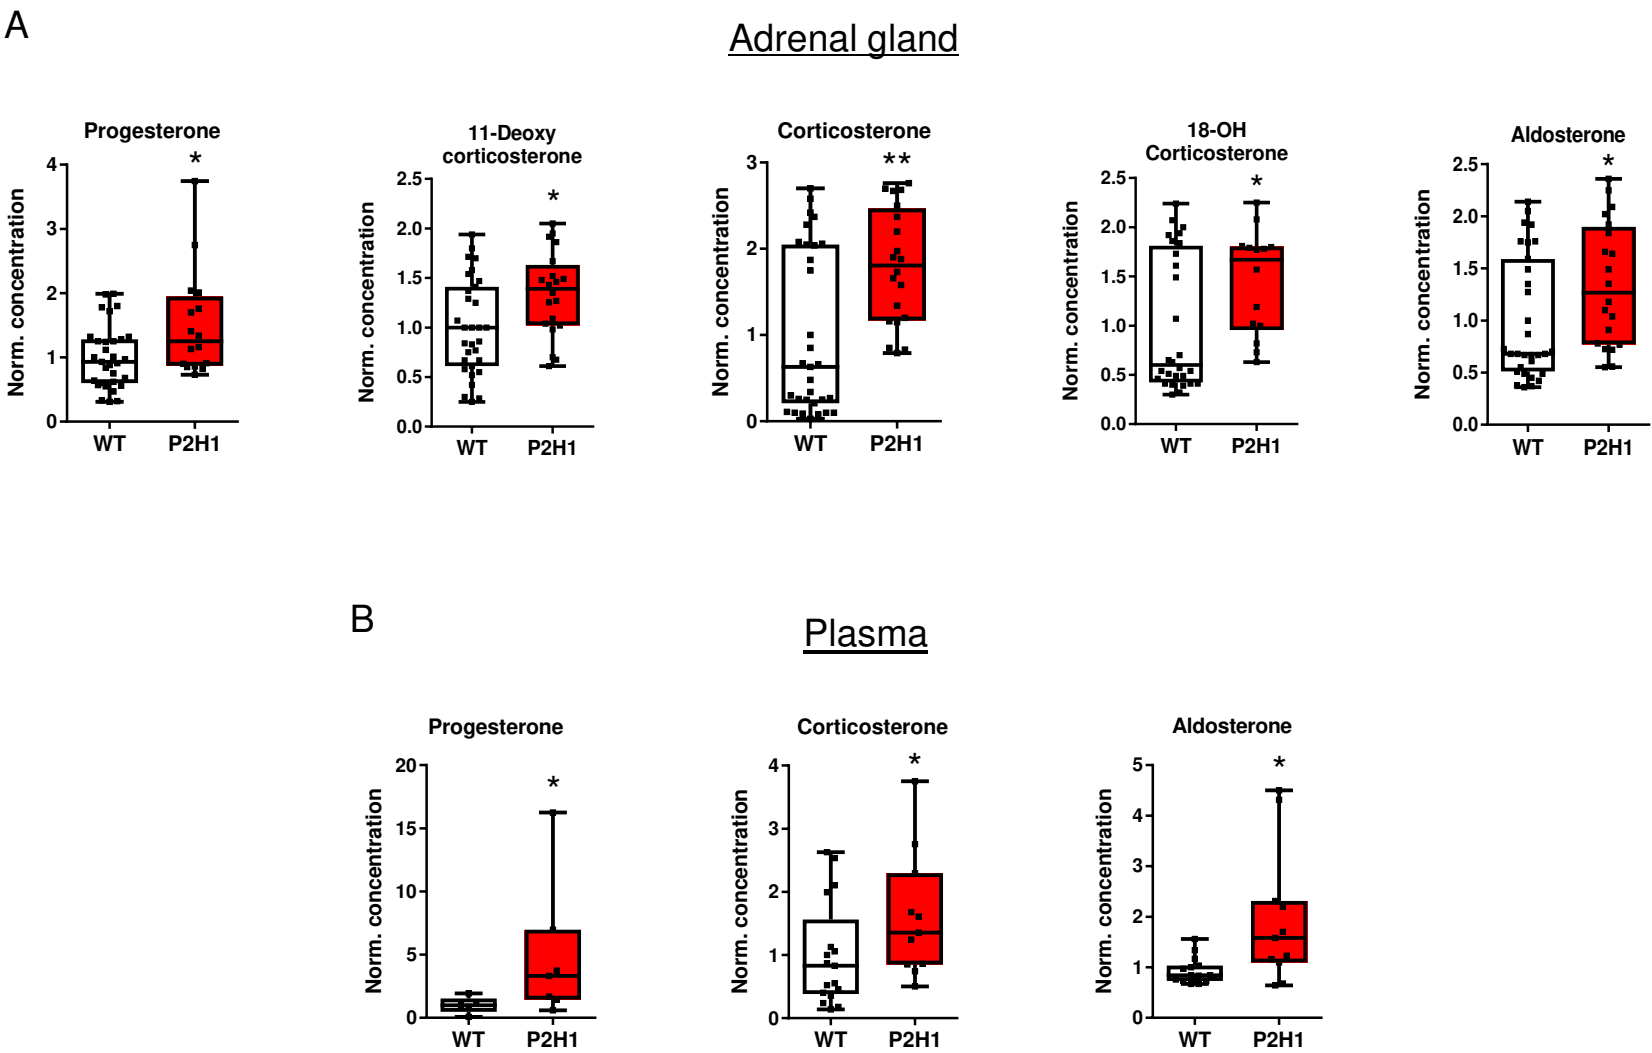 A
Adrenal gland
Progesterone
*
Norm. concentration
4
3
2
1
0
WT
P2H1
11-Deoxy
corticosterone
*
Norm. concentration
2.5
2.0
1.5
1.0
0.5
0.0
WT
P2H1
Corticosterone
**
Norm. concentration
3
2
1
0
WT
P2H1
18-OH
Corticosterone
*
Norm. concentration
2.5
2.0
1.5
1.0
0.5
0.0
WT
P2H1
Aldosterone
*
Norm. concentration
2.5
2.0
1.5
1.0
0.5
0.0
WT
P2H1
B
Plasma
Progesterone
*
Norm. concentration
20
15
10
5
0
WT
P2H1
Corticosterone
*
Norm. concentration
4
3
2
1
0
WT
P2H1
Aldosterone
*
Norm. concentration
5
4
3
2
1
0
WT
P2H1